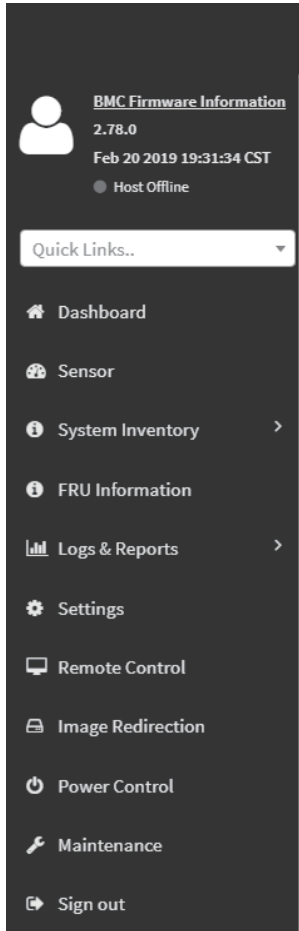 BMC Firmware Information
2.78.0
Feb 20 2019 19:31:34 CST
Host Offline
Quick Links..
Dashboard
Sensor
System Inventory
FRU Information
Logs & Reports
Settings
Remote Control
Image Redirection
Power Control
Maintenance
Sign out